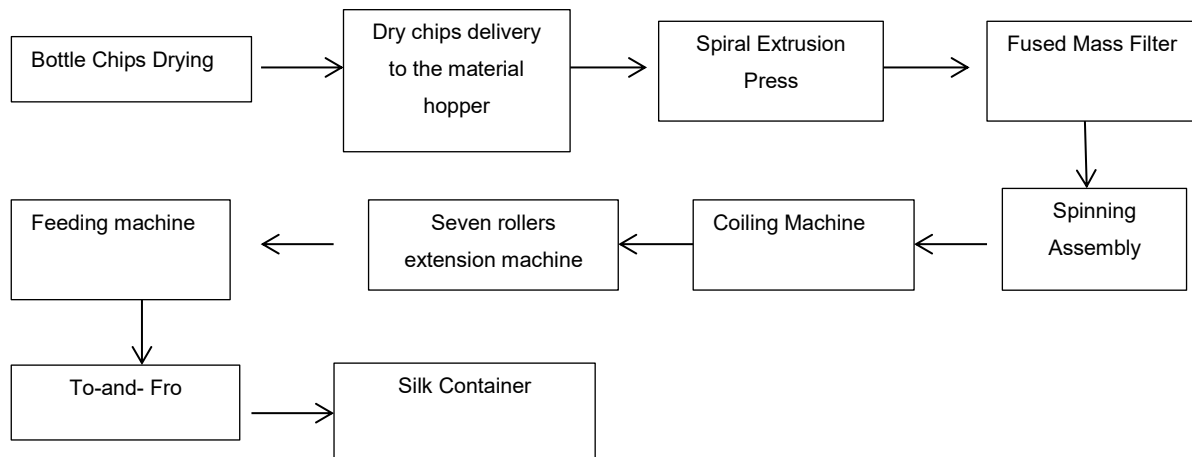 Bottle Chips Drying
Dry chips delivery
to the material
hopper
Spiral Extrusion
Press
Fused Mass Filter
Spinning
Assembly
Coiling Machine
Seven rollers
extension machine
Feeding machine
To-and- Fro
Silk Container